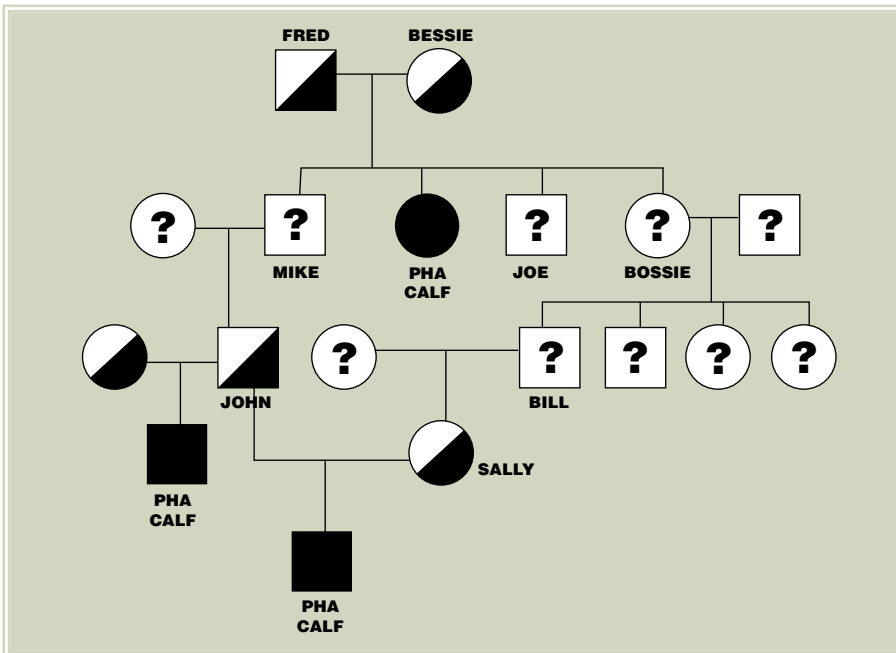 FRED
BESSIE
?
?
?
?
?
MIKE
PHA
CALF
JOE
BOSSIE
?
?
?
?
?
JOHN
BILL
SALLY
PHA
CALF
PHA
CALF